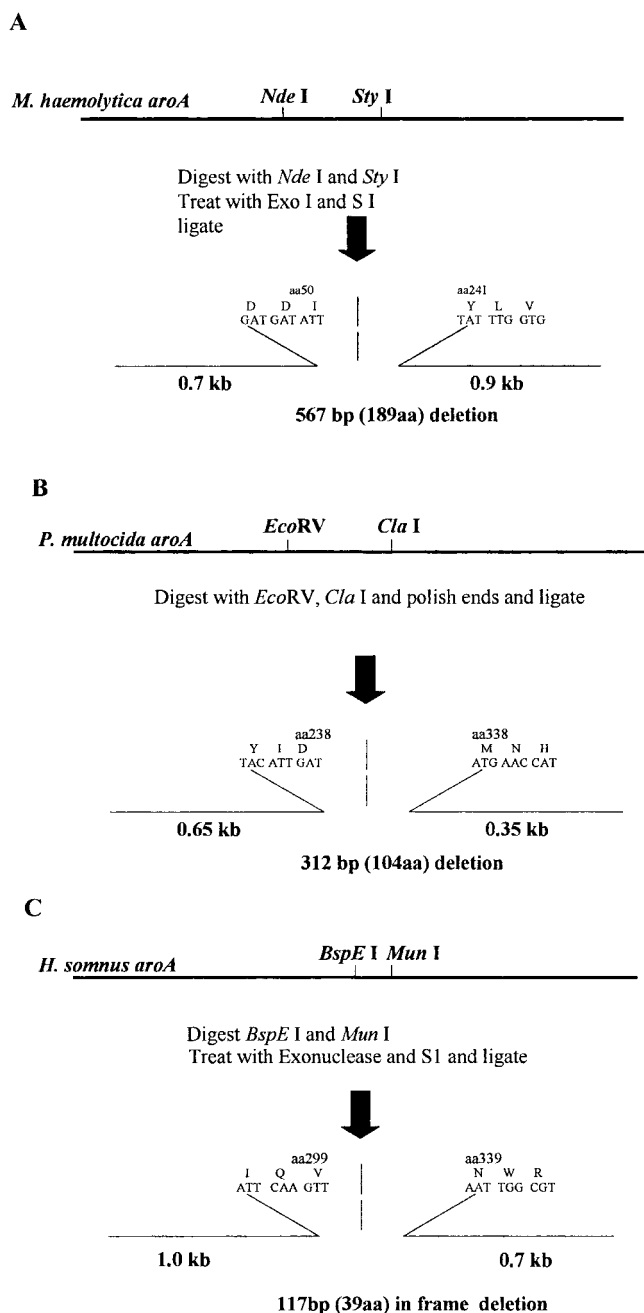 A
M. haemolytica aroA
Nde I Sty I
Digest with Nde I and Sty I
Treat with Exo I and S I
ligate
aa50 aa241
D D I Y L V
GAT GAT ATT TAT TTG GTG
0.7 kb 0.9 kb
567 bp (189aa) deletion
B
P. multocida aroA
EcoRV Cla I
Digest with EcoRV, Cla I and polish ends and ligate
aa238 aa338
Y I D M N H
TAC ATT GAT ATG AAC CAT
0.65 kb 0.35 kb
312 bp (104aa) deletion
C
H. somnus aroA
BspE I Mun I
Digest BspE I and Mun I
Treat with Exonuclease and S1 and ligate
aa299 aa339
I Q V N W R
ATT CAA GTT AAT TGG CGT
1.0 kb 0.7 kb
117bp (39aa) in frame deletion